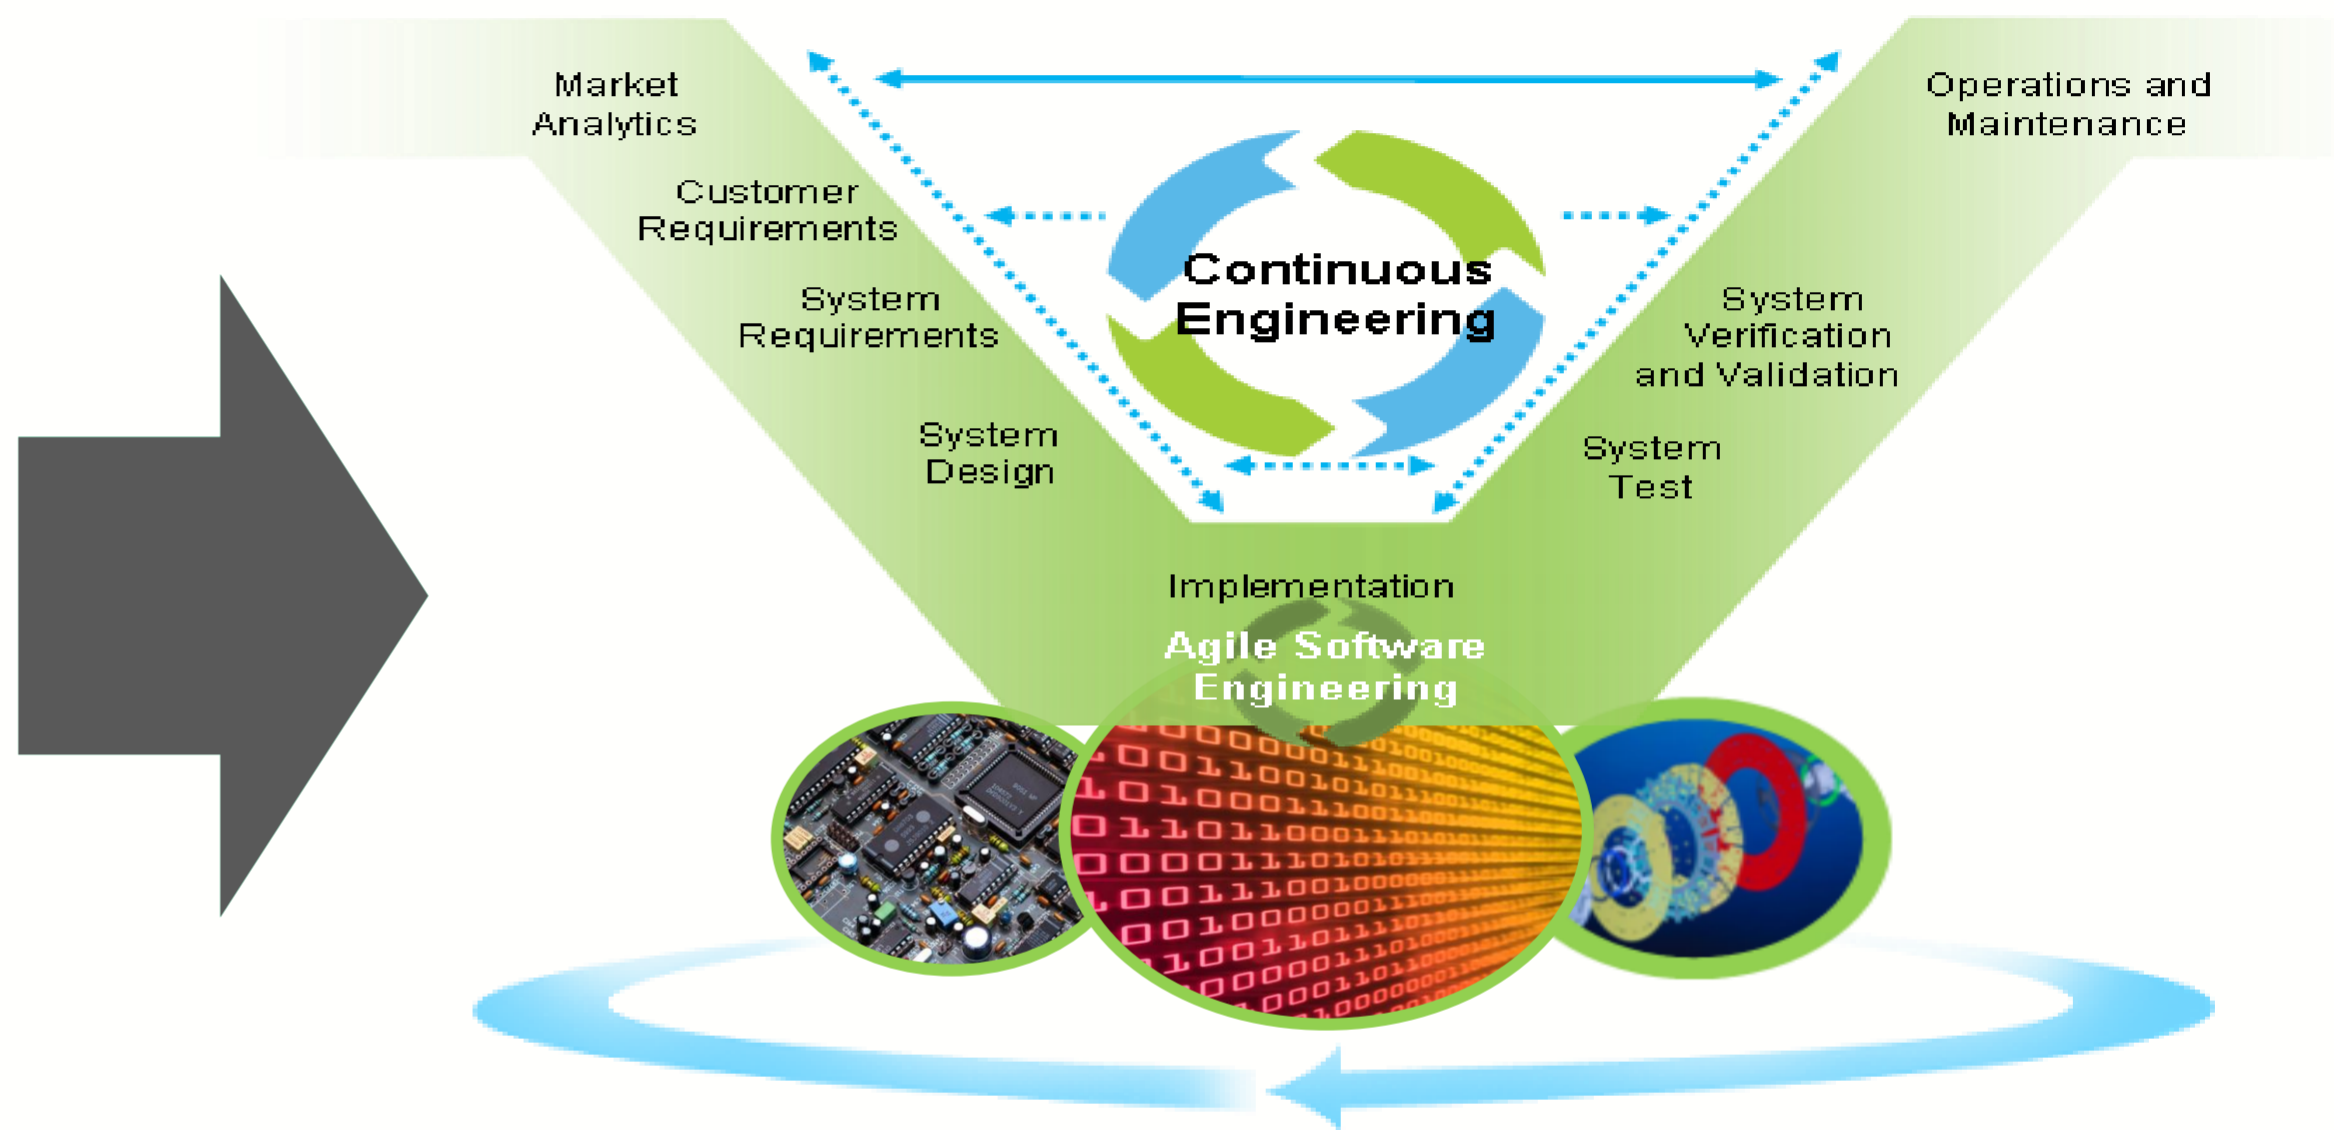 Market
Analytics
Customer
Requirements
System
Requirements
System
Design
Continuous
Engineering
Operations and
Maintenance
System
Verification
and Validation
System
Test
Implementation
Agile Software
Engineering